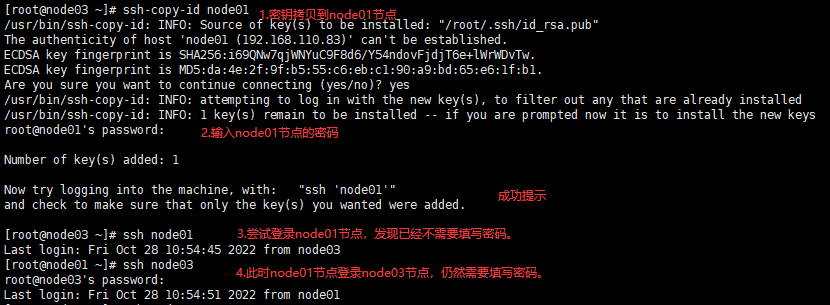 [root@node03 ~]# ssh-copy-id node01 1.密钥拷贝到node01节点
/usr/bin/ssh-copy-id: INFO: Source of key(s) to be installed: "/root/.ssh/id_rsa.pub"
The authenticity of host 'node01 (192.168.110.83)' can't be established.
ECDSA key fingerprint is SHA256:i69QNw7qjWNYuC9F8d6/Y54ndovFjdjT6e+lWrWDvTw.
ECDSA key fingerprint is MD5:da:4e:2f:9f:b5:55:c6:eb:c1:90:a9:bd:65:e6:1f:b1.
Are you sure you want to continue connecting (yes/no)? yes
/usr/bin/ssh-copy-id: INFO: attempting to log in with the new key(s), to filter out any that are already installed
/usr/bin/ssh-copy-id: INFO: 1 key(s) remain to be installed -- if you are prompted now it is to install the new keys
root@node01's password: 2.输入node01节点的密码
Number of key(s) added: 1
Now try logging into the machine, with:   "ssh 'node01'"
成功提示
and check to make sure that only the key(s) you wanted were added.
[root@node03 ~]# ssh node01 3.尝试登录node01节点，发现已经不需要填写密码。
Last login: Fri Oct 28 10:54:45 2022 from node03
[root@node01 ~]# ssh node03
root@node03's password: 4.此时node01节点登录node03节点，仍然需要填写密码。
Last login: Fri Oct 28 10:54:51 2022 from node01